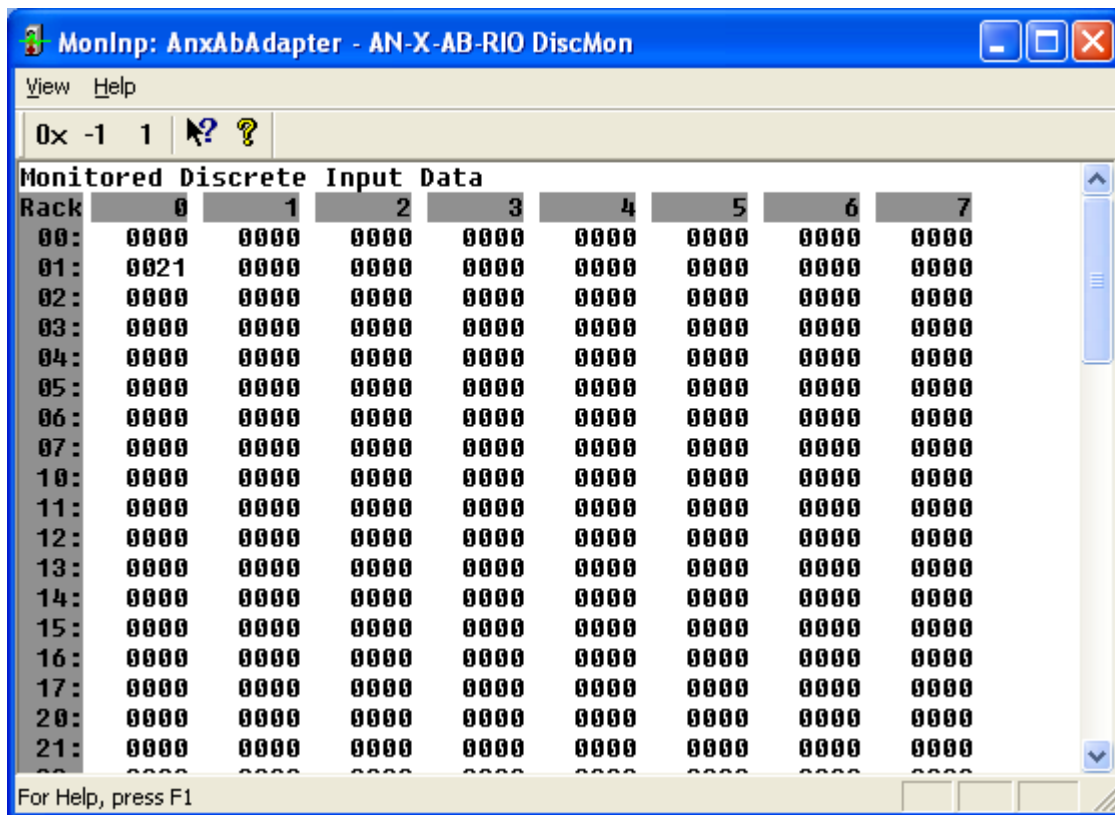 MonInp: AnxAbAdapter - AN-X-AB-RIO DiscMon
View Help
0x -1 1
Monitored Discrete Input Data
Rack 0 1 2 3 4 5 6 7
00: 0000 0000 0000 0000 0000 0000 0000 0000
01: 0021 0000 0000 0000 0000 0000 0000 0000
02: 0000 0000 0000 0000 0000 0000 0000 0000
03: 0000 0000 0000 0000 0000 0000 0000 0000
04: 0000 0000 0000 0000 0000 0000 0000 0000
05: 0000 0000 0000 0000 0000 0000 0000 0000
06: 0000 0000 0000 0000 0000 0000 0000 0000
07: 0000 0000 0000 0000 0000 0000 0000 0000
10: 0000 0000 0000 0000 0000 0000 0000 0000
11: 0000 0000 0000 0000 0000 0000 0000 0000
12: 0000 0000 0000 0000 0000 0000 0000 0000
13: 0000 0000 0000 0000 0000 0000 0000 0000
14: 0000 0000 0000 0000 0000 0000 0000 0000
15: 0000 0000 0000 0000 0000 0000 0000 0000
16: 0000 0000 0000 0000 0000 0000 0000 0000
17: 0000 0000 0000 0000 0000 0000 0000 0000
20: 0000 0000 0000 0000 0000 0000 0000 0000
21: 0000 0000 0000 0000 0000 0000 0000 0000
For Help, press F1